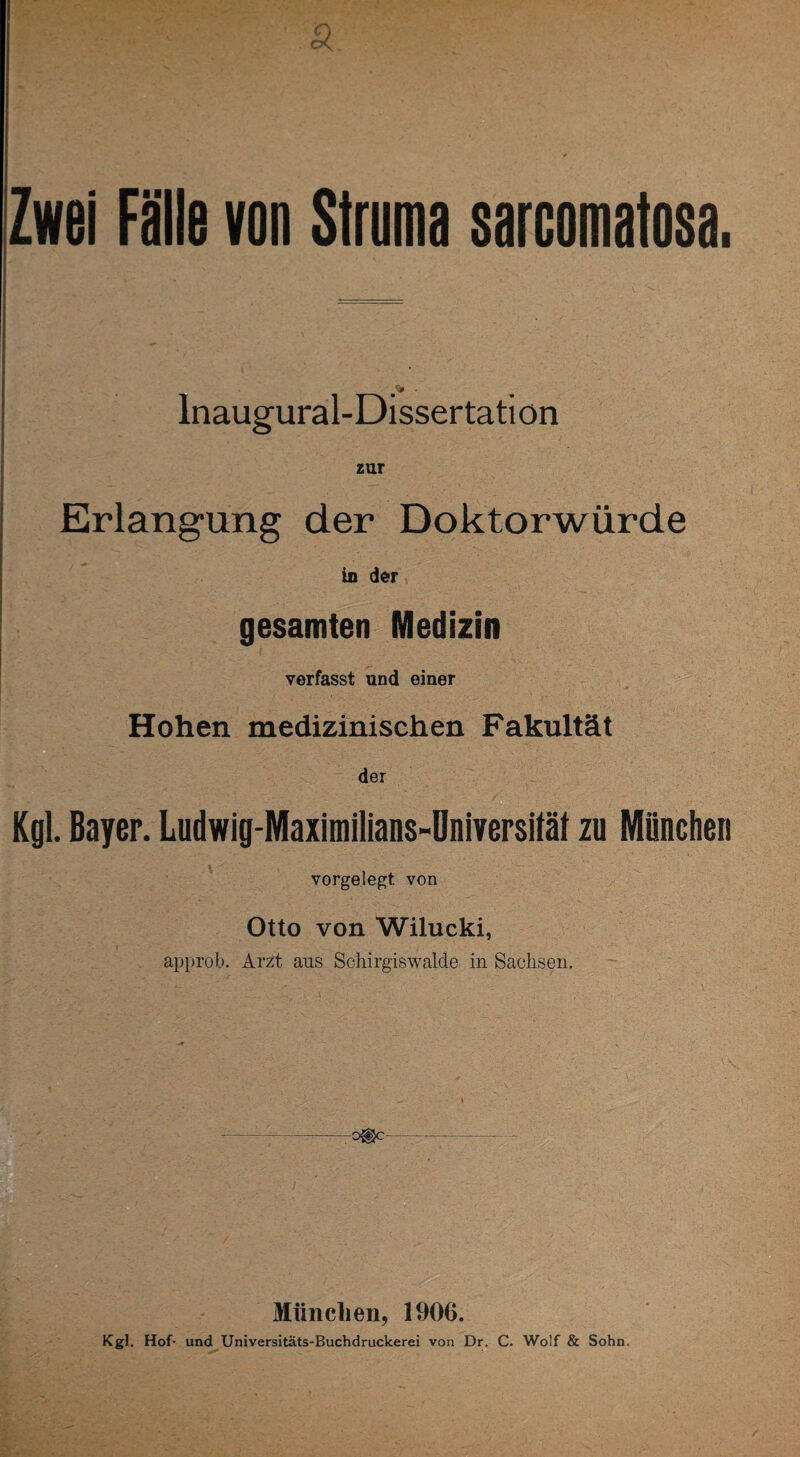 2
Zwei Fälle von Struma sarcomatosa.
Inaugural-Dissertation
zur
Erlangung der Doktorwürde
in der
gesamten Medizin
verfasst und einer
Hohen medizinischen Fakultät
der
Kgl. Bayer. Ludwig-Maximilians-Universität zu München
vorgelegt von
Otto von Wilucki,
approb. Arzt aus Schirgiswalde in Sachsen.
München, 1906.
Kgl. Hof- und Universitäts-Buchdruckerei von Dr. C. Wolf & Sohn.